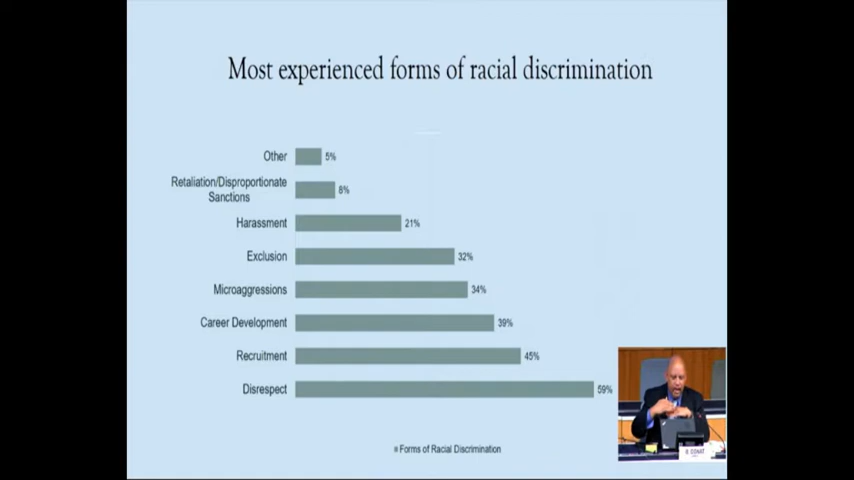 Most experienced forms of racial discrimination
Other 5%
Retaliation/Disproportionate
Sanctions 8%
Harassment 21%
Exclusion 32%
Microaggressions 34%
Career Development 39%
Recruitment 45%
Disrespect 59%
Forms of Racial Discrimination